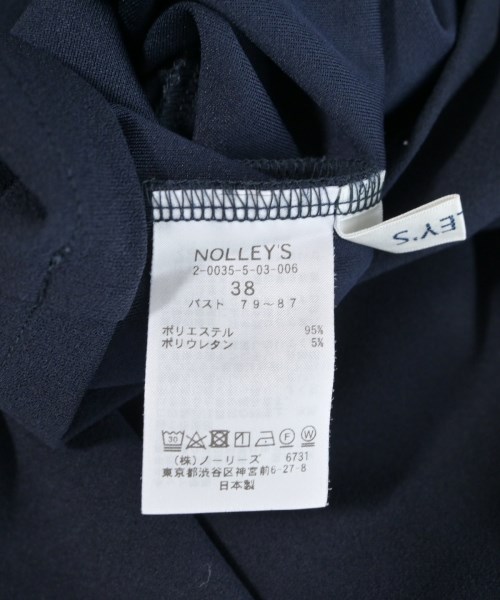 NOLLEY'S
2-0035-5-03-006
38
バスト 79～87
ポリエステル 95%
ポリウレタン 5%
30 F W
(株)ノーリーズ 6731
東京都渋谷区神宮前6-27-8
日本製
LEY'S